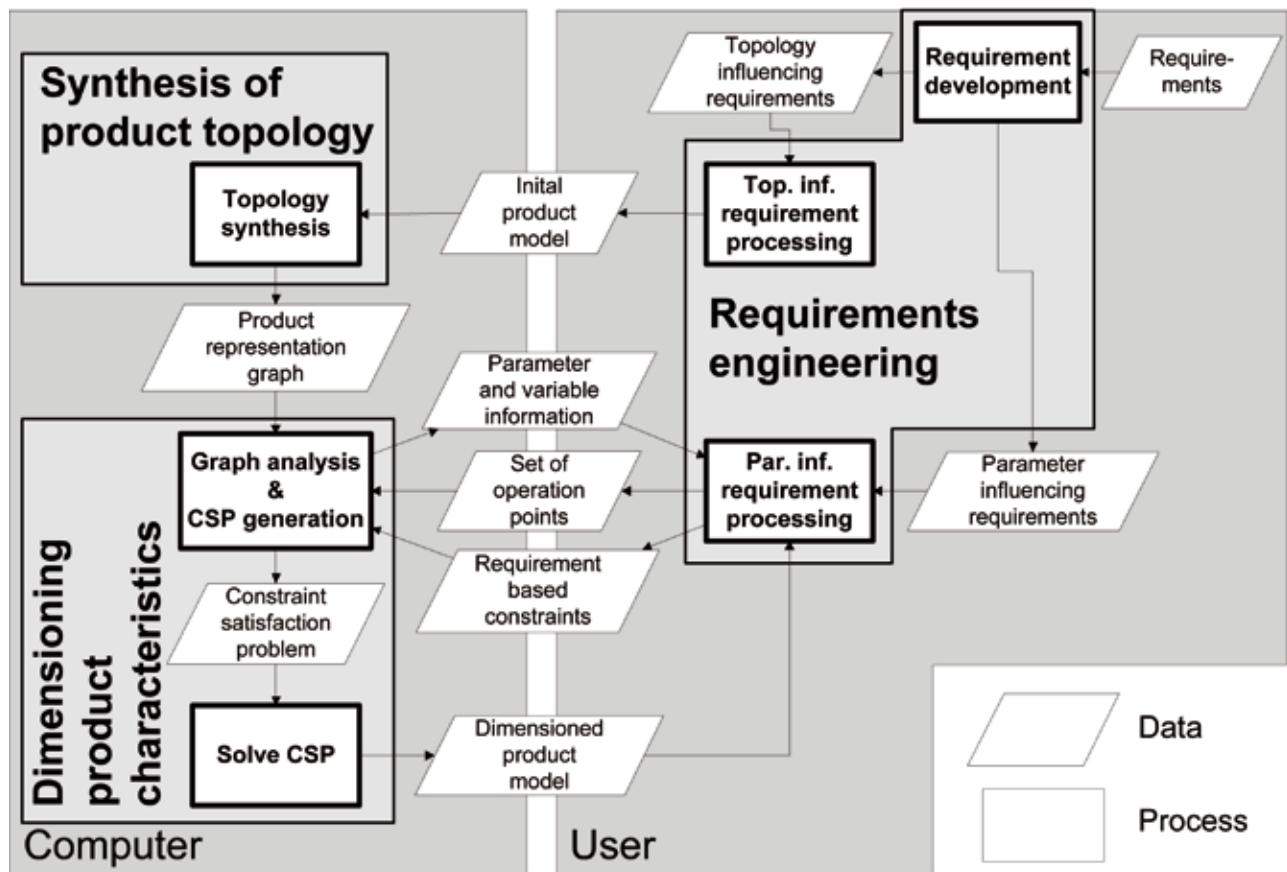 Synthesis of
product topology
Topology
synthesis
Product
representation
graph
Graph analysis
&
CSP generation
Constraint
satisfaction
problem
Solve CSP
Dimensioning
product
characteristics
Computer
Inital
product
model
Parameter
and variable
information
Set of
operation
points
Requirement
based
constraints
Dimensioned
product
model
Topology
influencing
requirements
Requirement
development
Require-
ments
Top. inf.
requirement
processing
Requirements
engineering
Par. inf.
requirement
processing
Parameter
influencing
requirements
User
Data
Process